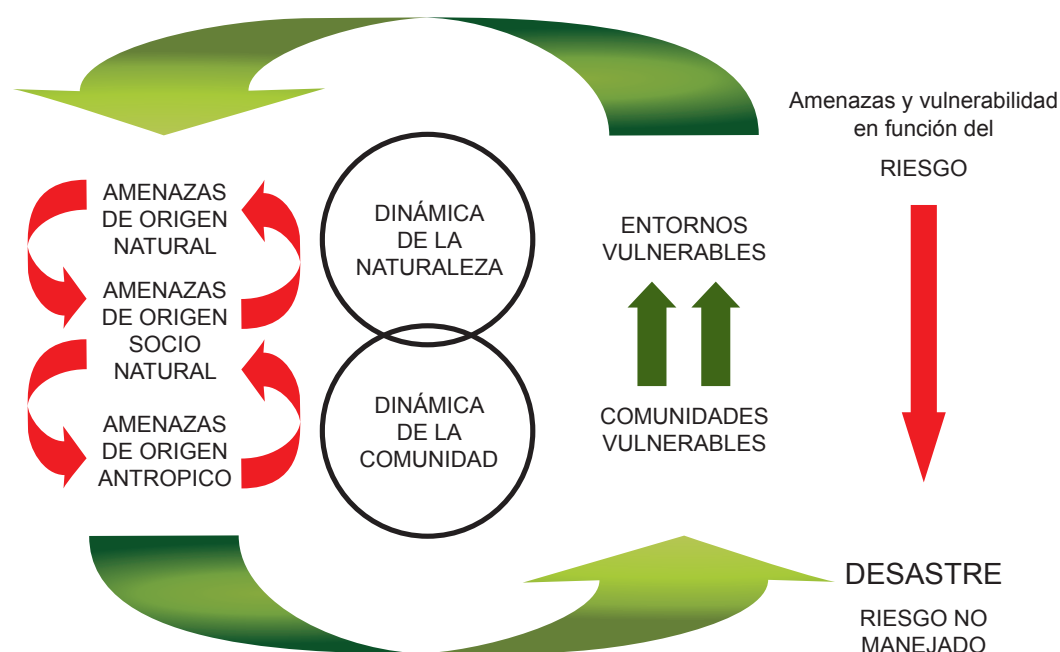 Amenazas y vulnerabilidad
en función del
RIESGO
AMENAZAS
DE ORIGEN
NATURAL
AMENAZAS
DE ORIGEN
SOCIO
NATURAL
AMENAZAS
DE ORIGEN
ANTROPICO
DINÁMICA
DE LA
NATURALEZA
DINÁMICA
DE LA
COMUNIDAD
ENTORNOS
VULNERABLES
COMUNIDADES
VULNERABLES
DESASTRE
RIESGO NO
MANEJADO